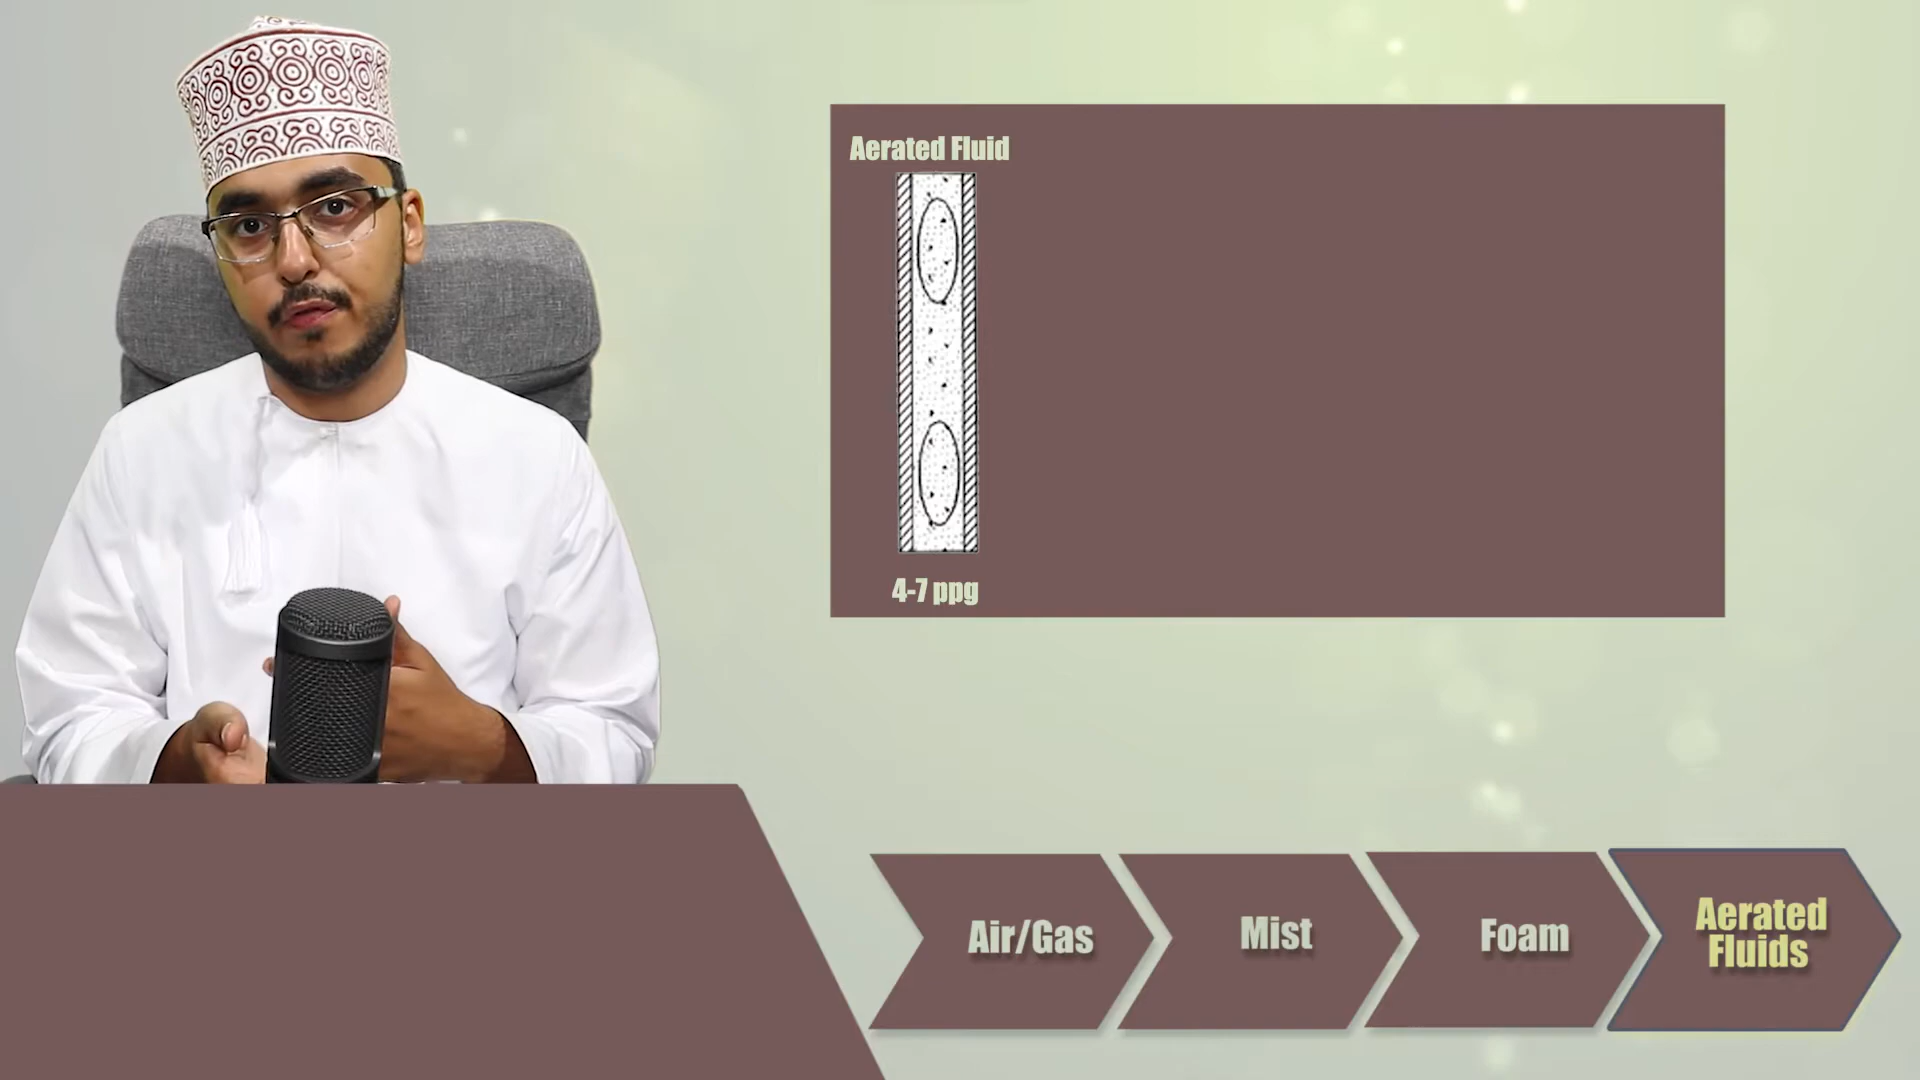 Aerated Fluid
4-7 ppg
Air/Gas
Mist
Foam
Aerated
Fluids